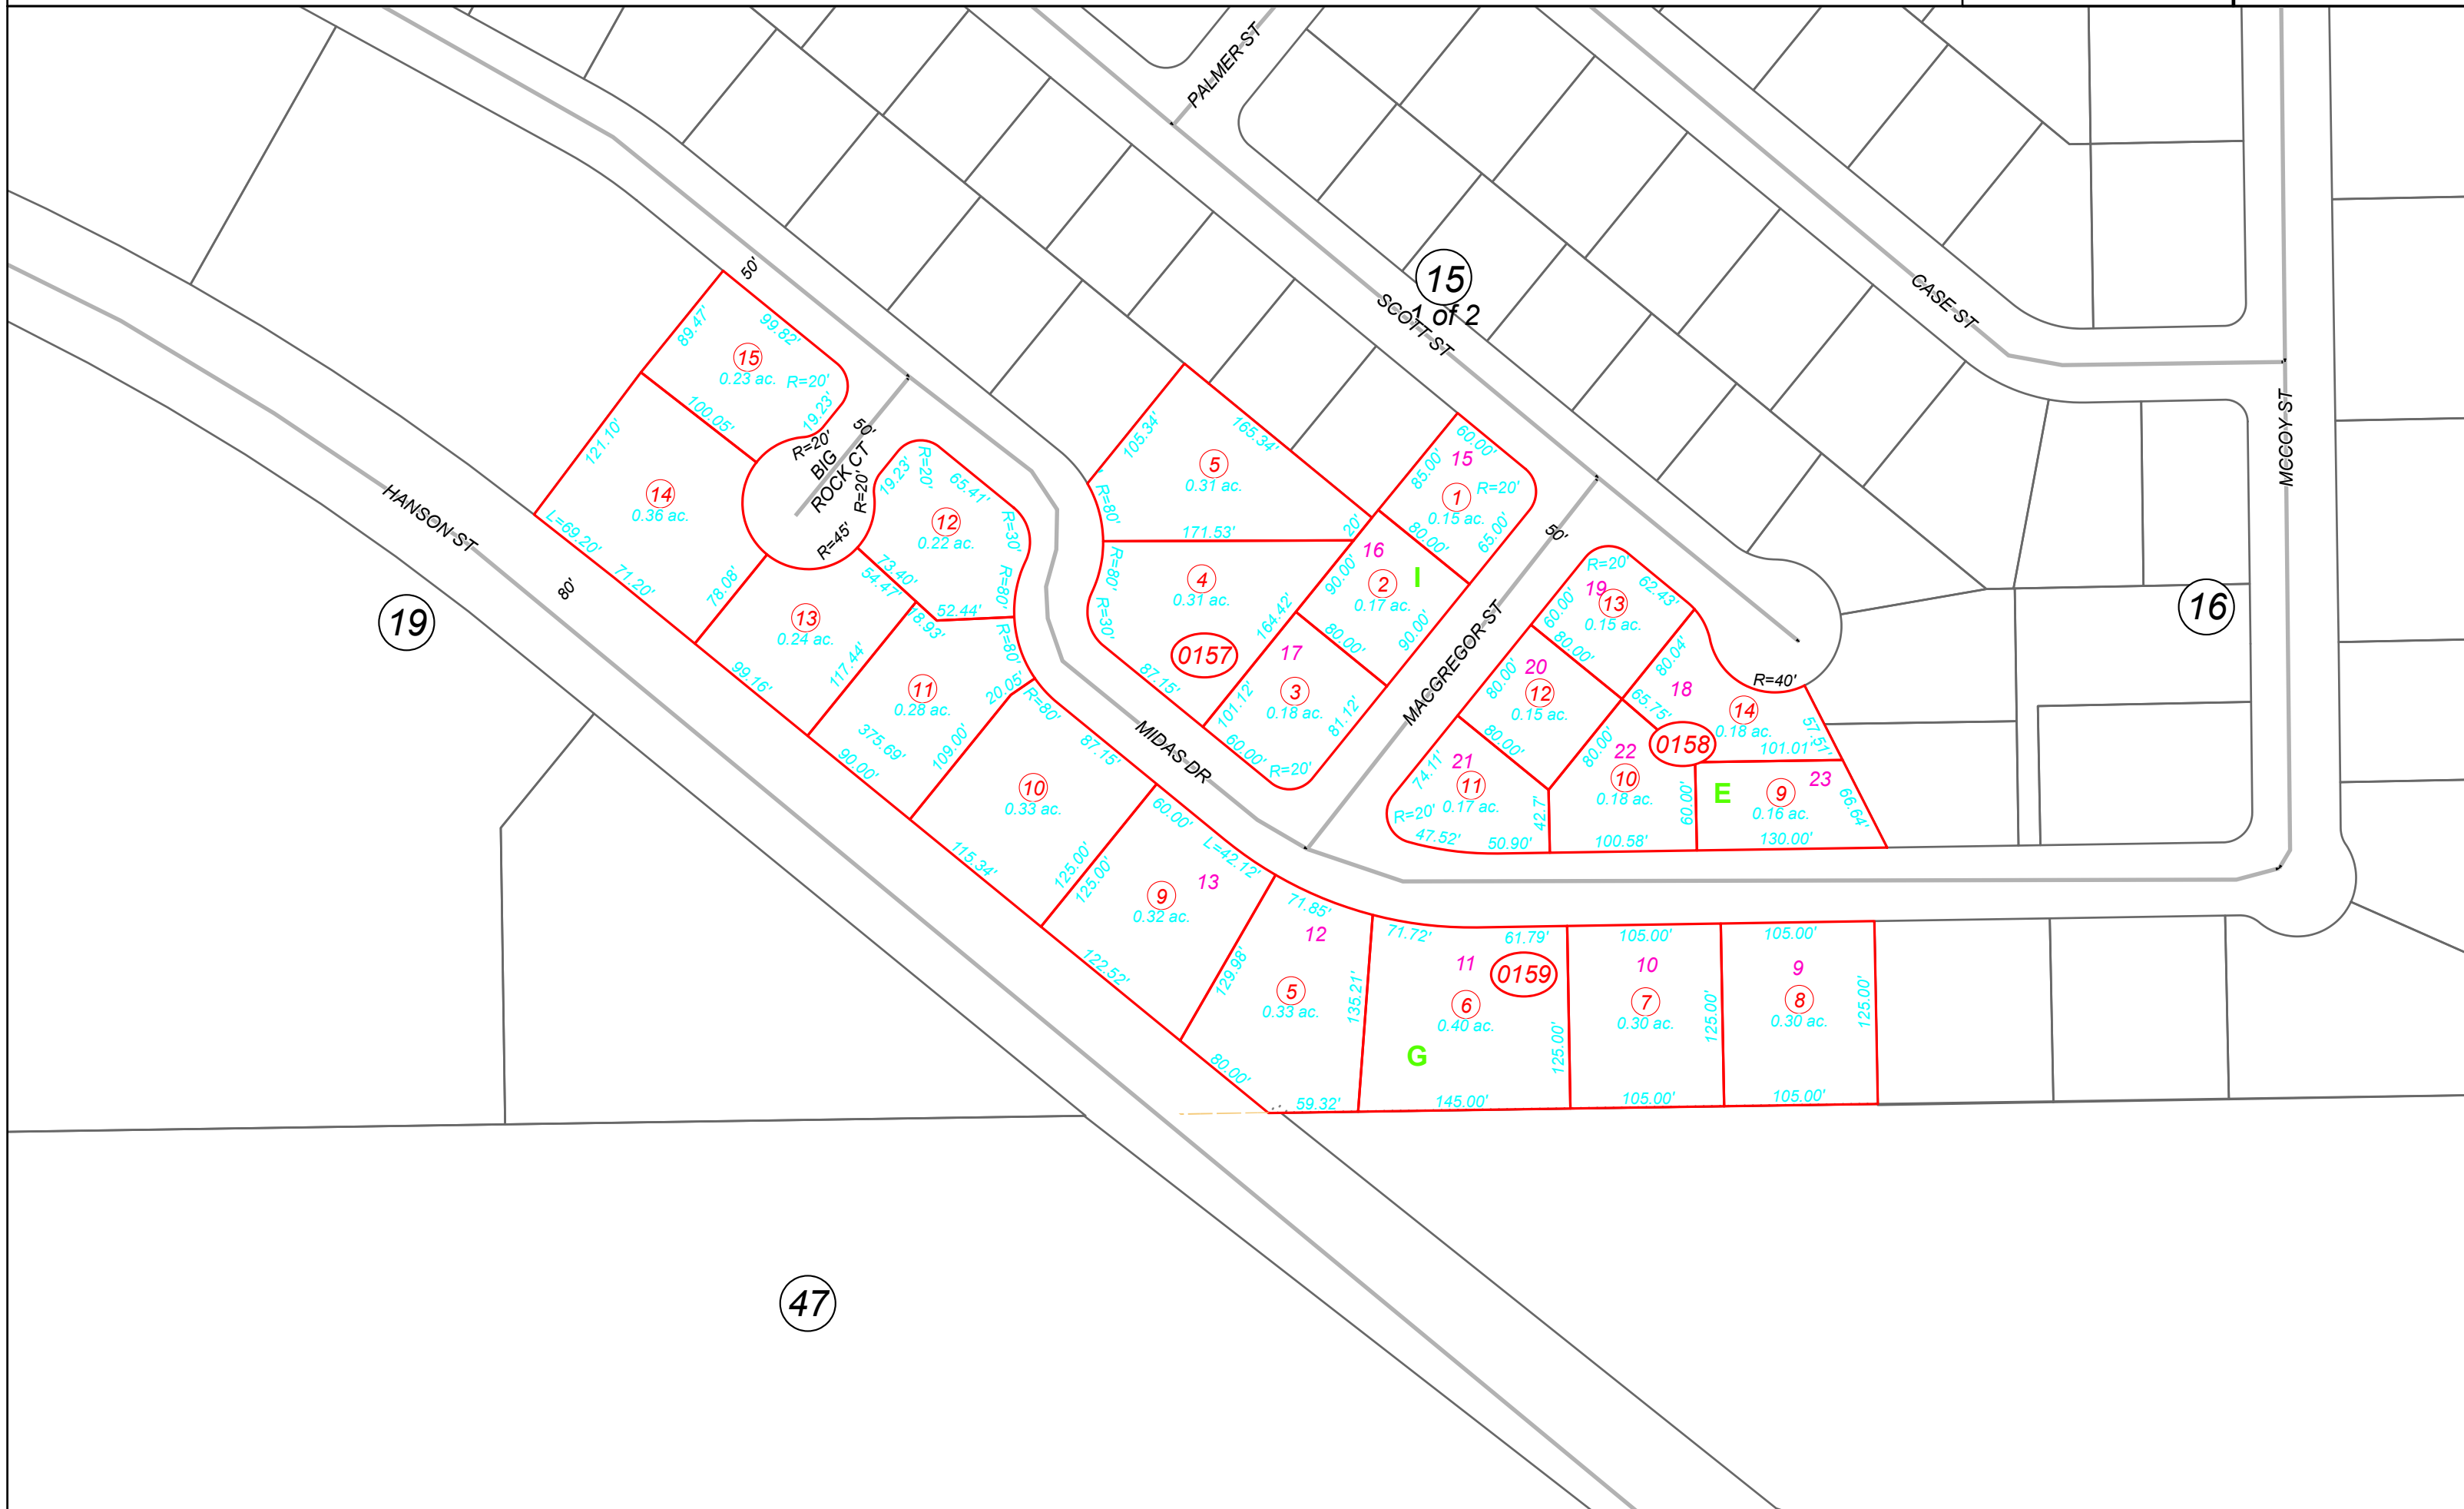 PALMER ST
15
1 of 2
SCOTT ST
CASE ST
MCCOY ST
16
19
47
HANSON ST
80'
50'
BIG
ROCK CT
50'
R=20'
R=20'
R=45'
MIDAS DR
MACGREGOR ST
50'
R=40'
89.47'
99.82'
15
0.23 ac.
R=20'
19.23'
100.05'
121.10'
14
0.36 ac.
L=69.20'
71.20'
78.08'
13
0.24 ac.
99.16'
117.44'
54.47'
18.93'
19.23'
R=20'
65.41'
12
0.22 ac.
R=30'
R=80'
73.40'
52.44'
R=80'
11
0.28 ac.
20.05'
375.69'
90.00'
109.00'
R=80'
87.15'
10
0.33 ac.
115.34'
125.00'
125.00'
60.00'
L=42.12'
13
9
0.32 ac.
122.52'
129.98'
71.85'
12
5
0.33 ac.
135.21'
80.00'
59.32'
71.72'
61.79'
11
0159
6
0.40 ac.
G
125.00'
145.00'
105.00'
10
7
0.30 ac.
125.00'
105.00'
105.00'
9
8
0.30 ac.
125.00'
105.00'
105.34'
165.34'
5
0.31 ac.
R=80'
171.53'
20'
R=80'
4
0.31 ac.
R=30'
0157
164.42'
87.15'
60.00'
15
85.00'
1
R=20'
0.15 ac.
65.00'
80.00'
16
90.00'
2
I
0.17 ac.
90.00'
80.00'
17
3
0.18 ac.
101.12'
81.12'
60.00'
R=20'
R=20'
62.43'
19
13
0.15 ac.
60.00'
80.00'
80.04'
20
12
0.15 ac.
80.00'
80.00'
80.00'
65.75'
18
14
0.18 ac.
57.51'
101.01'
0158
21
11
0.17 ac.
74.11'
R=20'
47.52'
50.90'
42.7'
22
10
0.18 ac.
60.00'
100.58'
E
9
23
0.16 ac.
66.64'
130.00'